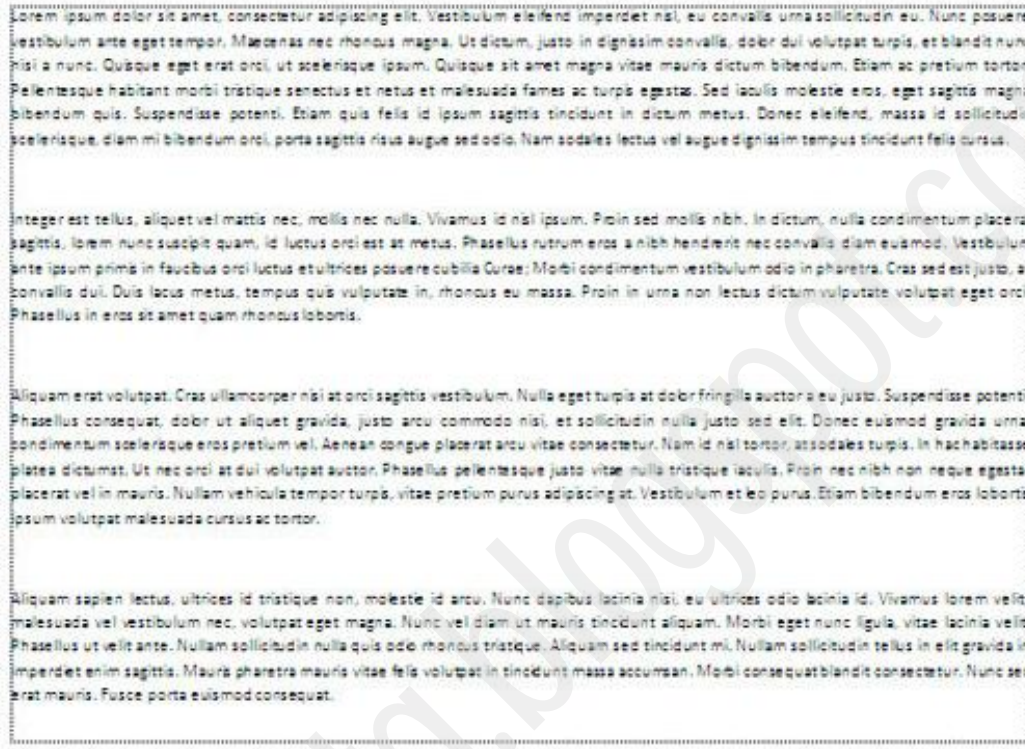 Lorem ipsum dolor sit amet, consectetur adipiscing elit. Vestibulum eleifend imperdiet nisl, eu convallis urna sollicitudin eu. Nunc posuere
vestibulum ante eget tempor. Maecenas nec rhoncus magna. Ut dictum, justo in dignissim convallis, dolor dui volutpat turpis, et blandit nunc
nisi a nunc. Quisque eget erat orci, ut scelerisque ipsum. Quisque sit amet magna vitae mauris dictum bibendum. Etiam ac pretium tortor.
Pellentesque habitant morbi tristique senectus et netus et malesuada fames ac turpis egestas. Sed iaculis molestie eros, eget sagittis magna
bibendum quis. Suspendisse potenti. Etiam quis felis id ipsum sagittis tincidunt in dictum metus. Donec eleifend, massa id sollicitudi
scelerisque, diam mi bibendum orci, porta sagittis risus augue sed odio. Nam sodales lectus vel augue dignissim tempus tincidunt felis cursus.
Integer est tellus, aliquet vel mattis nec, mollis nec nulla. Vivamus id nisl ipsum. Proin sed mollis nibh. In dictum, nulla condimentum placera
sagittis, lorem nunc suscipit quam, id luctus orci est at metus. Phasellus rutrum eros a nibh hendrerit nec convallis diam euismod. Vestibulum
ante ipsum primis in faucibus orci luctus et ultrices posuere cubilia Curae; Morbi condimentum vestibulum odio in pharetra. Cras sed est justo, a
convallis dui. Duis lacus metus, tempus quis vulputate in, rhoncus eu massa. Proin in urna non lectus dictum vulputate volutpat eget orci
Phasellus in eros sit amet quam rhoncus lobortis.
Aliquam erat volutpat. Cras ullamcorper nisi at orci sagittis vestibulum. Nulla eget turpis at dolor fringilla auctor a eu justo. Suspendisse potenti
Phasellus consequat, dolor ut aliquet gravida, justo arcu commodo nisi, et sollicitudin nulla justo sed elit. Donec euismod gravida urna
condimentum scelerisque eros pretium vel. Aenean congue placerat arcu vitae consectetur. Nam id nisl tortor, at sodales turpis. In hac habitasse
platea dictumst. Ut nec orci at dui volutpat auctor. Phasellus pellentesque justo vitae nulla tristique iaculis. Proin nec nibh non neque egesta
placerat vel in mauris. Nullam vehicula tempor turpis, vitae pretium purus adipiscing at. Vestibulum et leo purus. Etiam bibendum eros loborti
ipsum volutpat malesuada cursus ac tortor.
Aliquam sapien lectus, ultrices id tristique non, molestie id arcu. Nunc dapibus lacinia nisi, eu ultrices odio lacinia id. Vivamus lorem velit
malesuada vel vestibulum nec, volutpat eget magna. Nunc vel diam ut mauris tincidunt aliquam. Morbi eget nunc ligula, vitae lacinia velit
Phasellus ut velit ante. Nullam sollicitudin nulla quis odio rhoncus tristique. Aliquam sed tincidunt mi. Nullam sollicitudin tellus in elit gravida in
imperdiet enim sagittis. Mauris pharetra mauris vitae felis volutpat in tincidunt massa accumsan. Morbi consequat blandit consectetur. Nunc sed
erat mauris. Fusce porta euismod consequat.